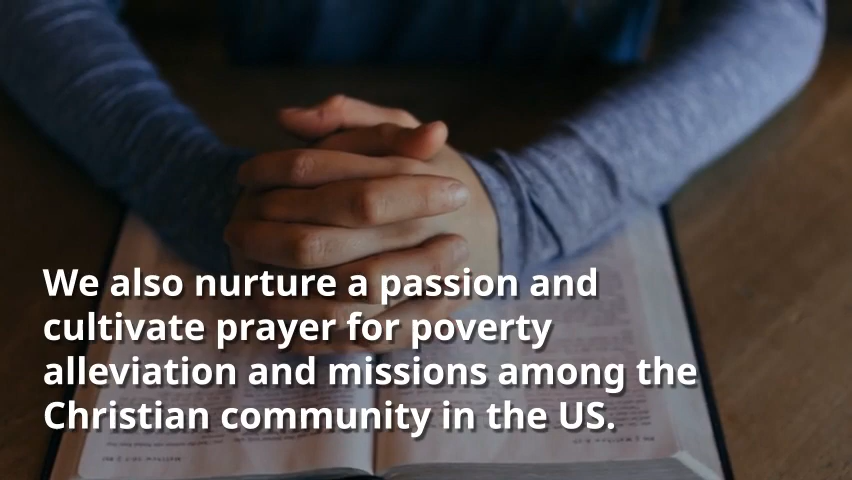 We also nurture a passion and
cultivate prayer for poverty
alleviation and missions among the
Christian community in the US.